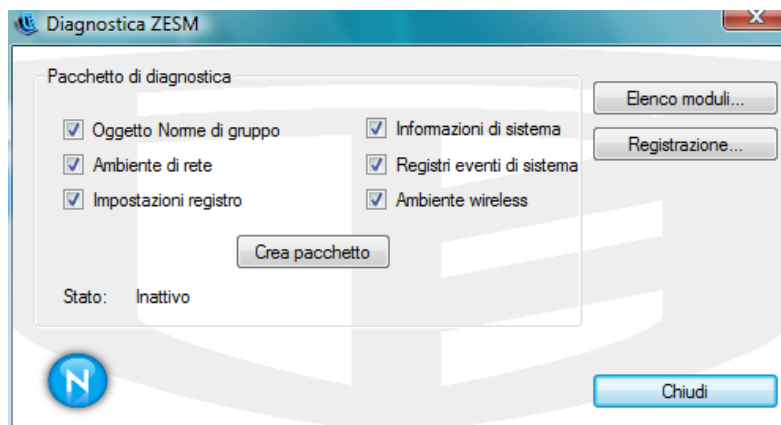 Diagnostica ZESM
Pacchetto di diagnostica
Oggetto Norme di gruppo
Informazioni di sistema
Ambiente di rete
Registri eventi di sistema
Impostazioni registro
Ambiente wireless
Crea pacchetto
Stato: Inattivo
Elenco moduli...
Registrazione...
N
Chiudi